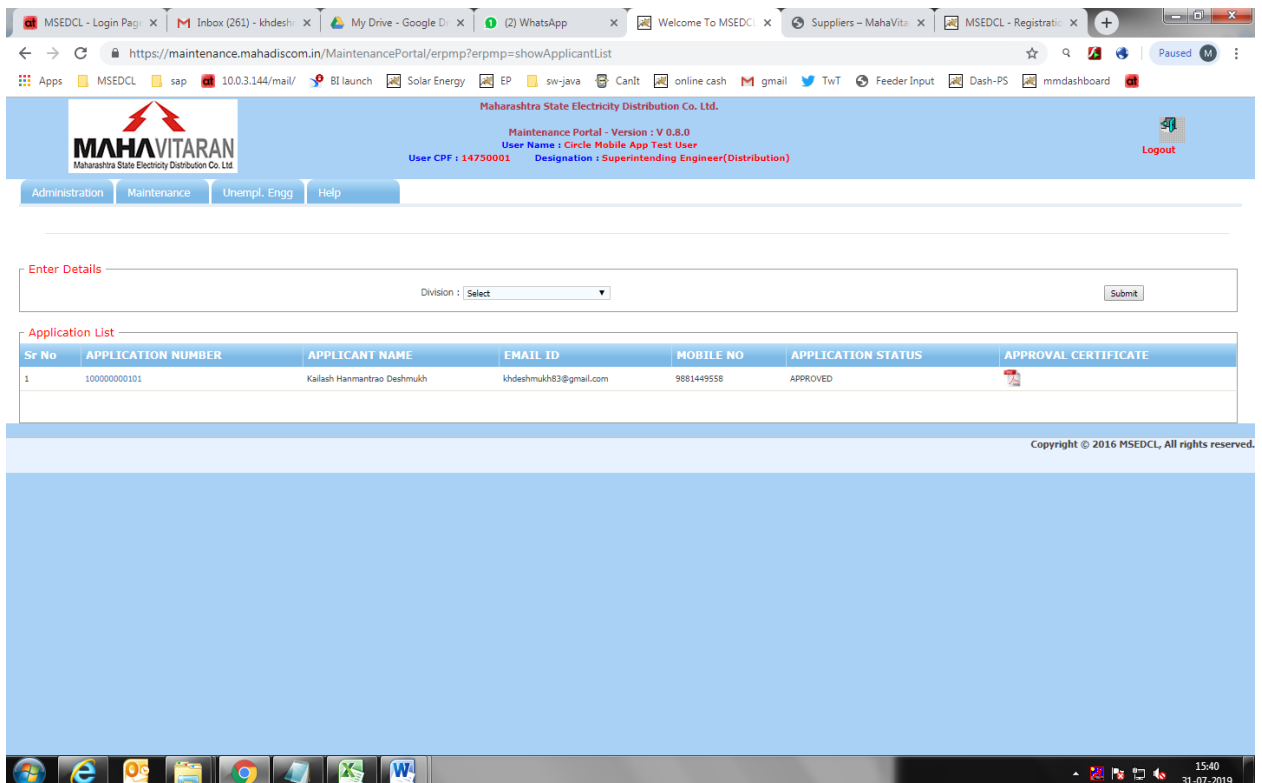 MSEDCL - Login Page
Inbox (261) - khdeshm
My Drive - Google Dr
(2) WhatsApp
Welcome To MSEDCL
Suppliers – MahaVita
MSEDCL - Registratio
https://maintenance.mahadiscom.in/MaintenancePortal/erpmp?erpmp=showApplicantList
Paused M
Apps MSEDCL sap 10.0.3.144/mail/ BI launch Solar Energy EP sw-java CanIt online cash gmail TwT Feeder Input Dash-PS mmdashboard
Maharashtra State Electricity Distribution Co. Ltd.
MAHAVITARAN
Maharashtra State Electricity Distribution Co. Ltd.
Maintenance Portal - Version : V 0.8.0
User Name : Circle Mobile App Test User
User CPF : 14750001 Designation : Superintending Engineer(Distribution)
Logout
Administration Maintenance Unempl. Engg Help
Enter Details
Division : Select Submit
Application List
Sr No APPLICATION NUMBER APPLICANT NAME EMAIL ID MOBILE NO APPLICATION STATUS APPROVAL CERTIFICATE
1 100000000101 Kailash Hanmantrao Deshmukh khdeshmukh83@gmail.com 9881449558 APPROVED
Copyright © 2016 MSEDCL, All rights reserved.
15:40
31-07-2019